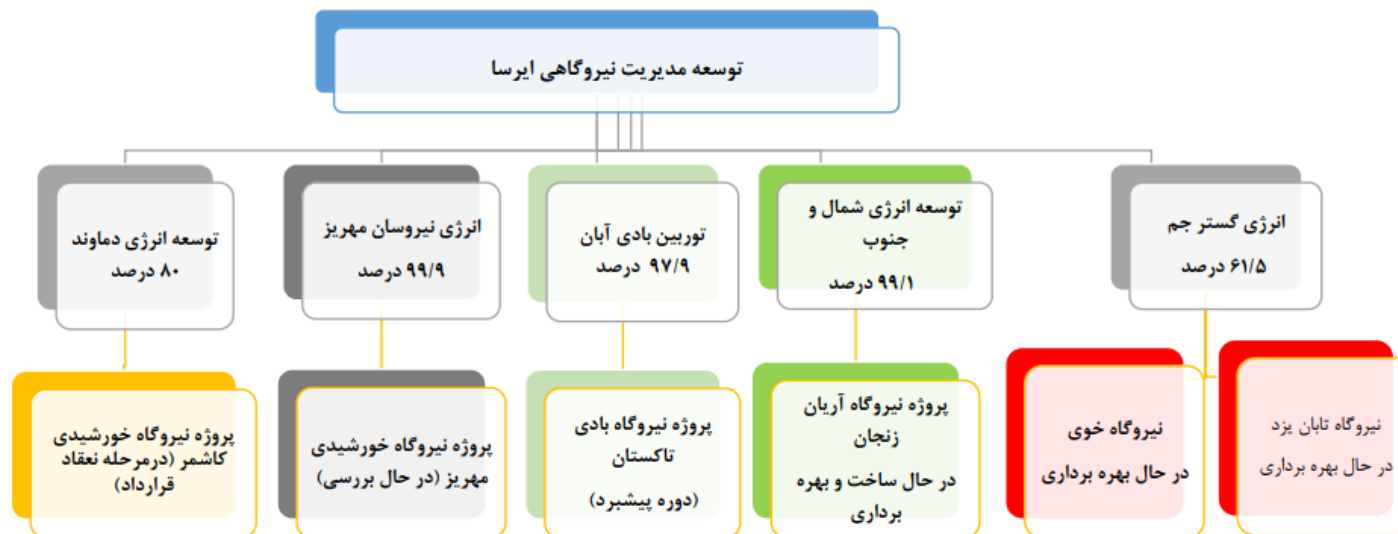 توسعه مدیریت نیروگاهی ایرسا
انرژی گستر جم
۶۱/۵ درصد
توسعه انرژی شمال و
جنوب
۹۹/۱ درصد
توربین بادی آبان
۹۷/۹ درصد
انرژی نیروسان مهریز
۹۹/۹ درصد
توسعه انرژی دماوند
۸۰ درصد
نیروگاه تابان یزد
در حال بهره برداری
نیروگاه خوی
در حال بهره برداری
پروژه نیروگاه آریان
زنجان
در حال ساخت و بهره
برداری
پروژه نیروگاه بادی
تاکستان
(دوره پیشبرد)
پروژه نیروگاه خورشیدی
مهریز (در حال بررسی)
پروژه نیروگاه خورشیدی
کاشمر (درمرحله نعقاد
قرارداد)